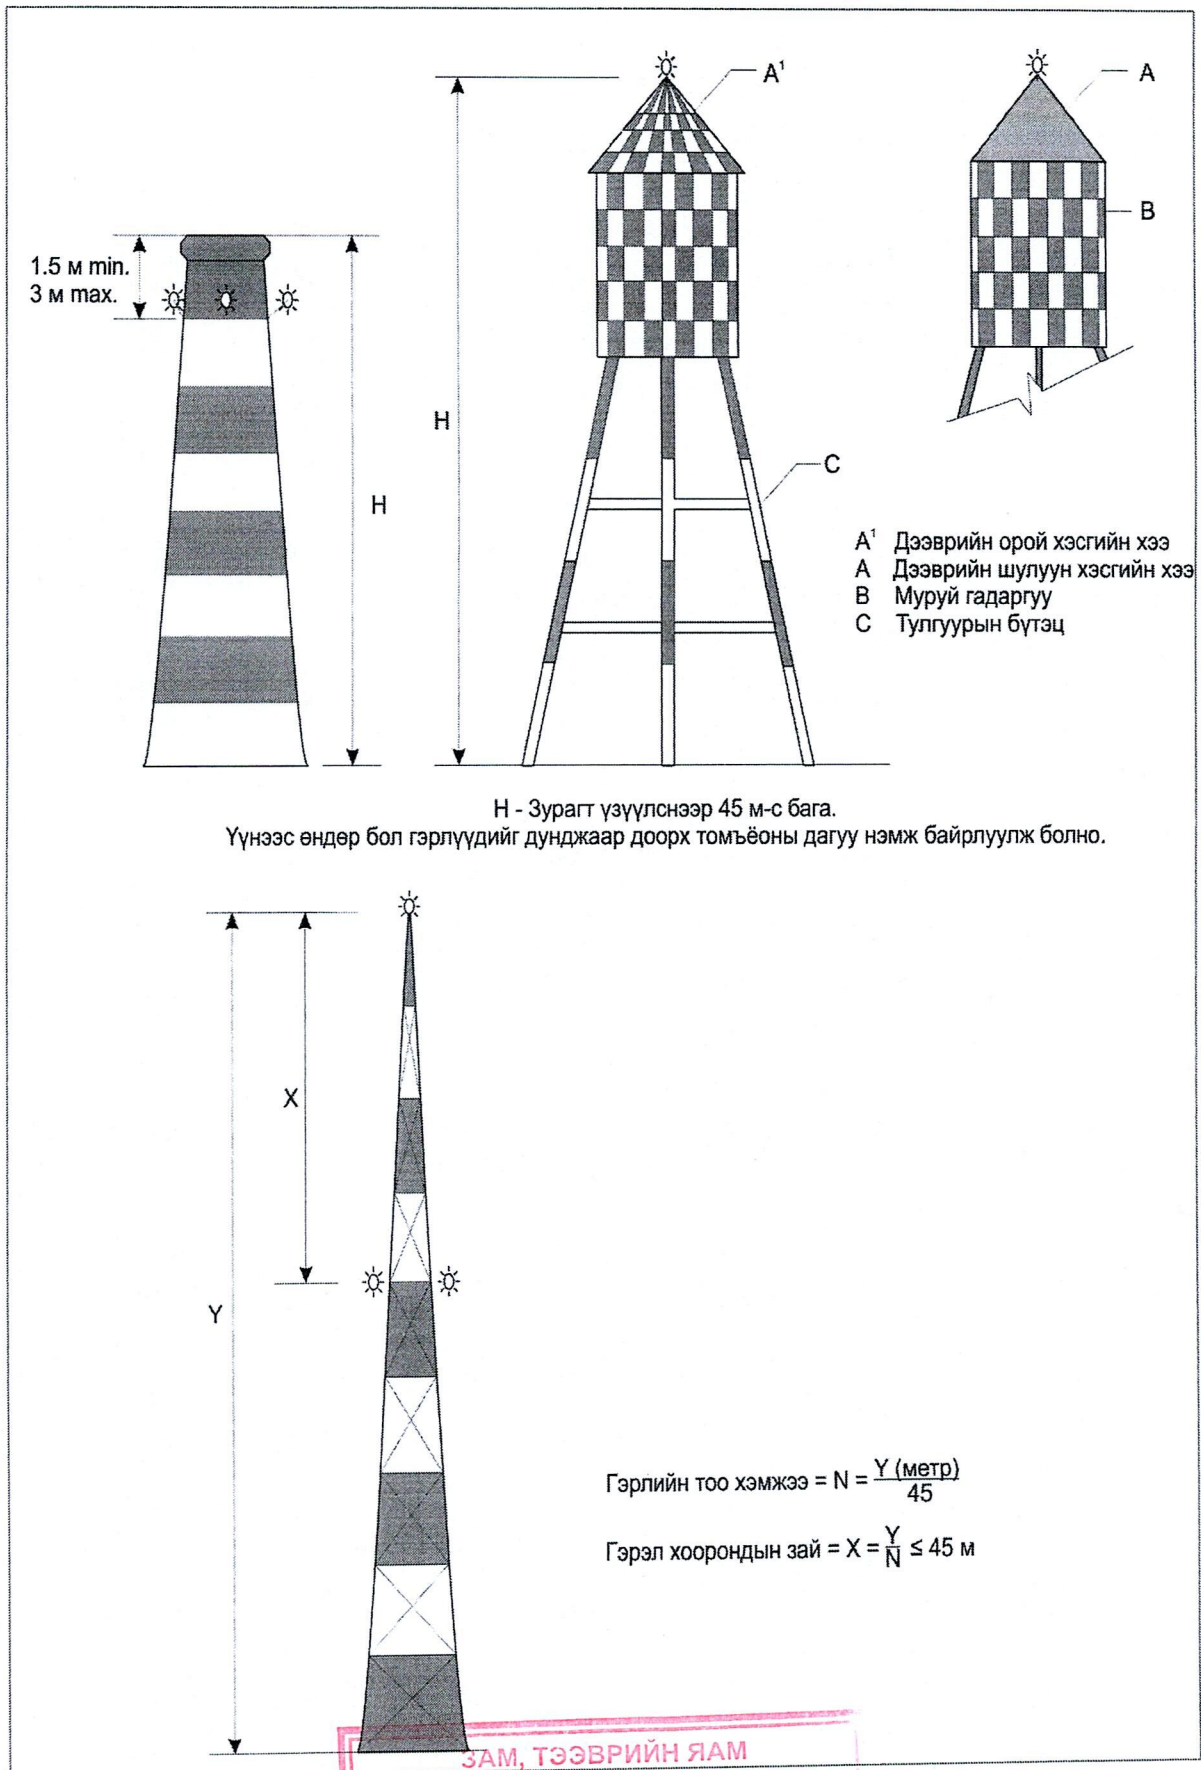 A¹
A
B
1.5 м min.
3 м max.
H
H
C
A¹ Дээврийн орой хэсгийн хээ
A Дээврийн шулуун хэсгийн хээ
B Муруй гадаргуу
C Тулгуурын бүтэц
H - Зурагт үзүүлснээр 45 м-с бага.
Үүнээс өндөр бол гэрлүүдийг дунджаар доорх томъёоны дагуу нэмж байрлуулж болно.
X
Y
Гэрлийн тоо хэмжээ = N = Y (метр) / 45
Гэрэл хоорондын зай = X = Y / N ≤ 45 м
ЗАМ, ТЭЭВРИЙН ЯАМ